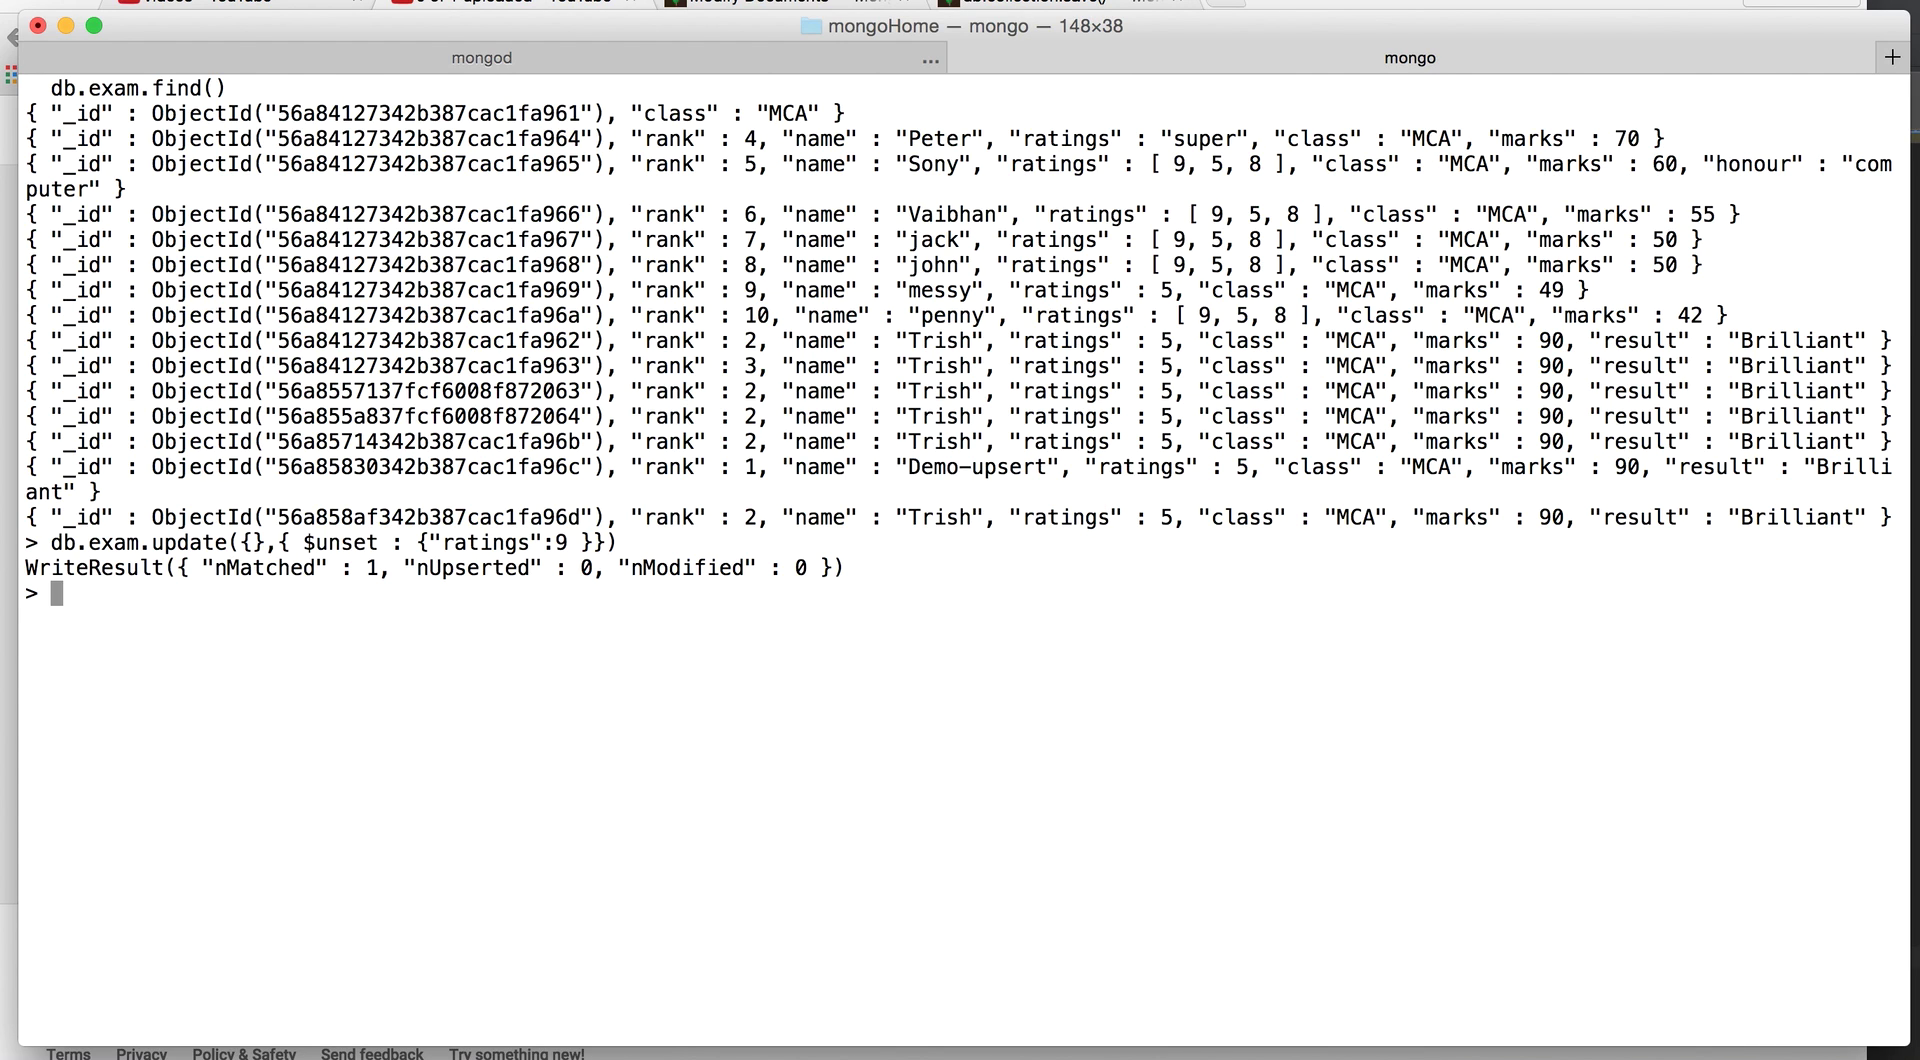 mongoHome — mongo — 148×38
mongod ... mongo +
db.exam.find()
{ "_id" : ObjectId("56a84127342b387cac1fa961"), "class" : "MCA" }
{ "_id" : ObjectId("56a84127342b387cac1fa964"), "rank" : 4, "name" : "Peter", "ratings" : "super", "class" : "MCA", "marks" : 70 }
{ "_id" : ObjectId("56a84127342b387cac1fa965"), "rank" : 5, "name" : "Sony", "ratings" : [ 9, 5, 8 ], "class" : "MCA", "marks" : 60, "honour" : "com
puter" }
{ "_id" : ObjectId("56a84127342b387cac1fa966"), "rank" : 6, "name" : "Vaibhan", "ratings" : [ 9, 5, 8 ], "class" : "MCA", "marks" : 55 }
{ "_id" : ObjectId("56a84127342b387cac1fa967"), "rank" : 7, "name" : "jack", "ratings" : [ 9, 5, 8 ], "class" : "MCA", "marks" : 50 }
{ "_id" : ObjectId("56a84127342b387cac1fa968"), "rank" : 8, "name" : "john", "ratings" : [ 9, 5, 8 ], "class" : "MCA", "marks" : 50 }
{ "_id" : ObjectId("56a84127342b387cac1fa969"), "rank" : 9, "name" : "messy", "ratings" : 5, "class" : "MCA", "marks" : 49 }
{ "_id" : ObjectId("56a84127342b387cac1fa96a"), "rank" : 10, "name" : "penny", "ratings" : [ 9, 5, 8 ], "class" : "MCA", "marks" : 42 }
{ "_id" : ObjectId("56a84127342b387cac1fa962"), "rank" : 2, "name" : "Trish", "ratings" : 5, "class" : "MCA", "marks" : 90, "result" : "Brilliant" }
{ "_id" : ObjectId("56a84127342b387cac1fa963"), "rank" : 3, "name" : "Trish", "ratings" : 5, "class" : "MCA", "marks" : 90, "result" : "Brilliant" }
{ "_id" : ObjectId("56a8557137fcf6008f872063"), "rank" : 2, "name" : "Trish", "ratings" : 5, "class" : "MCA", "marks" : 90, "result" : "Brilliant" }
{ "_id" : ObjectId("56a855a837fcf6008f872064"), "rank" : 2, "name" : "Trish", "ratings" : 5, "class" : "MCA", "marks" : 90, "result" : "Brilliant" }
{ "_id" : ObjectId("56a85714342b387cac1fa96b"), "rank" : 2, "name" : "Trish", "ratings" : 5, "class" : "MCA", "marks" : 90, "result" : "Brilliant" }
{ "_id" : ObjectId("56a85830342b387cac1fa96c"), "rank" : 1, "name" : "Demo-upsert", "ratings" : 5, "class" : "MCA", "marks" : 90, "result" : "Brilli
ant" }
{ "_id" : ObjectId("56a858af342b387cac1fa96d"), "rank" : 2, "name" : "Trish", "ratings" : 5, "class" : "MCA", "marks" : 90, "result" : "Brilliant" }
> db.exam.update({},{ $unset : {"ratings":9 }})
WriteResult({ "nMatched" : 1, "nUpserted" : 0, "nModified" : 0 })
>
Terms Privacy Policy & Safety Send feedback Try something new!